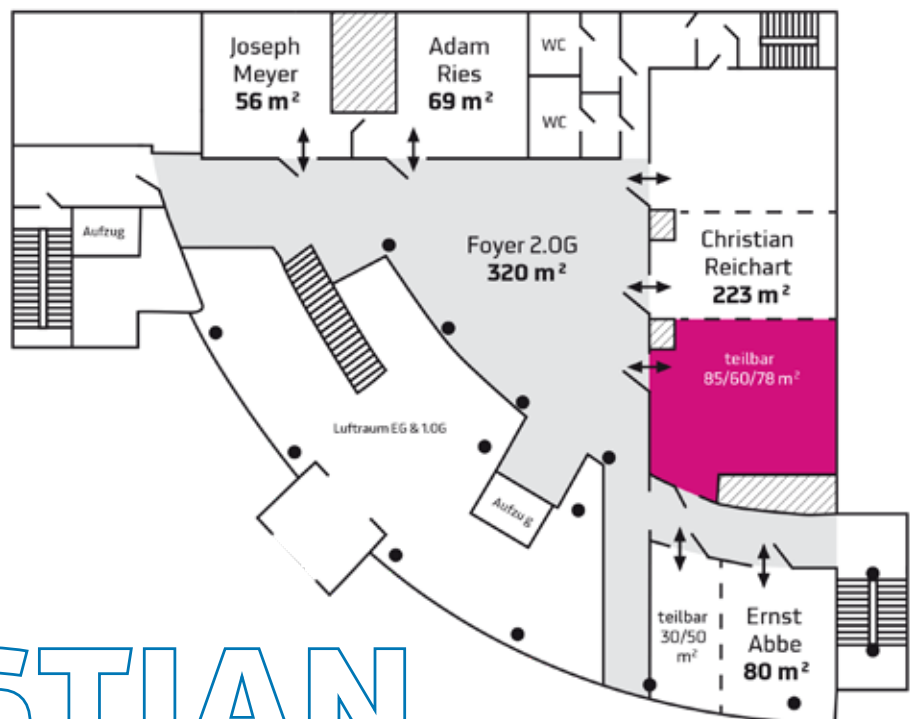 Joseph
Meyer
56 m²
Adam
Ries
69 m²
WC
WC
Aufzug
Foyer 2.OG
320 m²
Christian
Reichart
223 m²
teilbar
85/60/78 m²
Luftraum EG & 1.OG
Aufzug
teilbar
30/50
m²
Ernst
Abbe
80 m²
STIAN